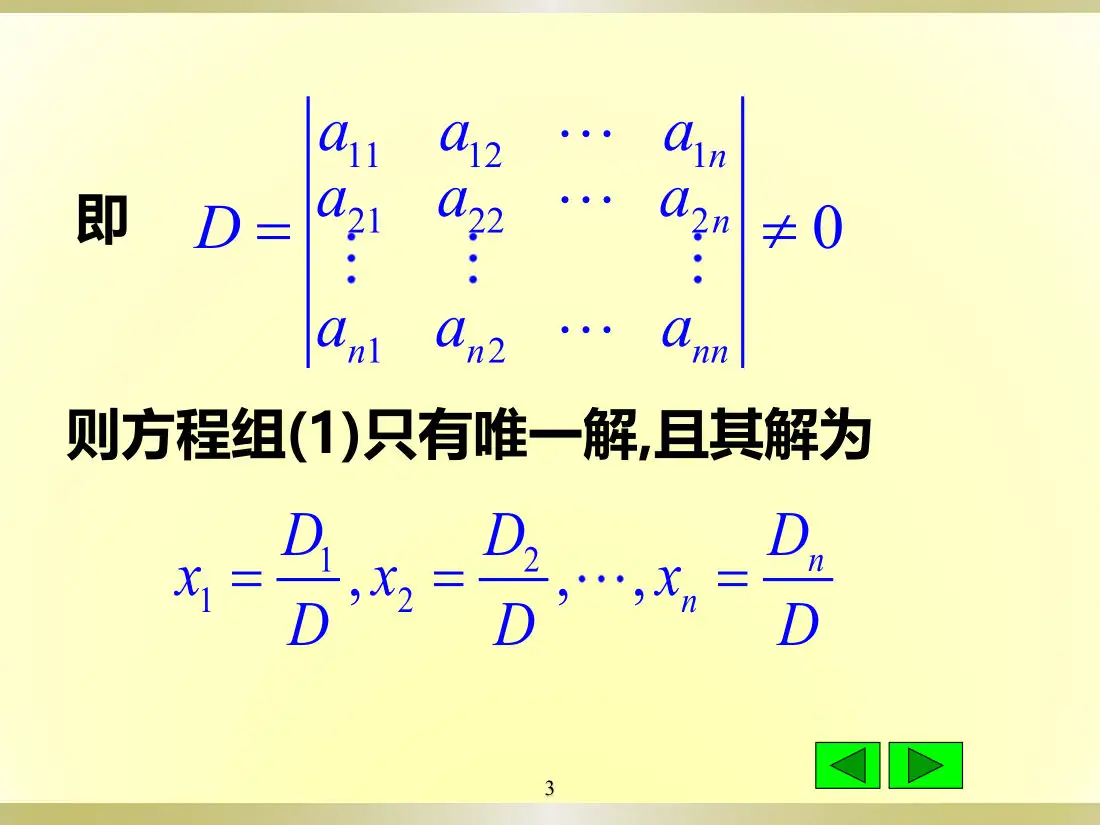 即 D = | a11 a12 ⋯ a1n |
| a21 a22 ⋯ a2n |
| ⋮ ⋮ ⋮ |
| an1 an2 ⋯ ann | ≠ 0
则方程组(1)只有唯一解,且其解为
x1 = D1/D , x2 = D2/D , ⋯ , xn = Dn/D
3